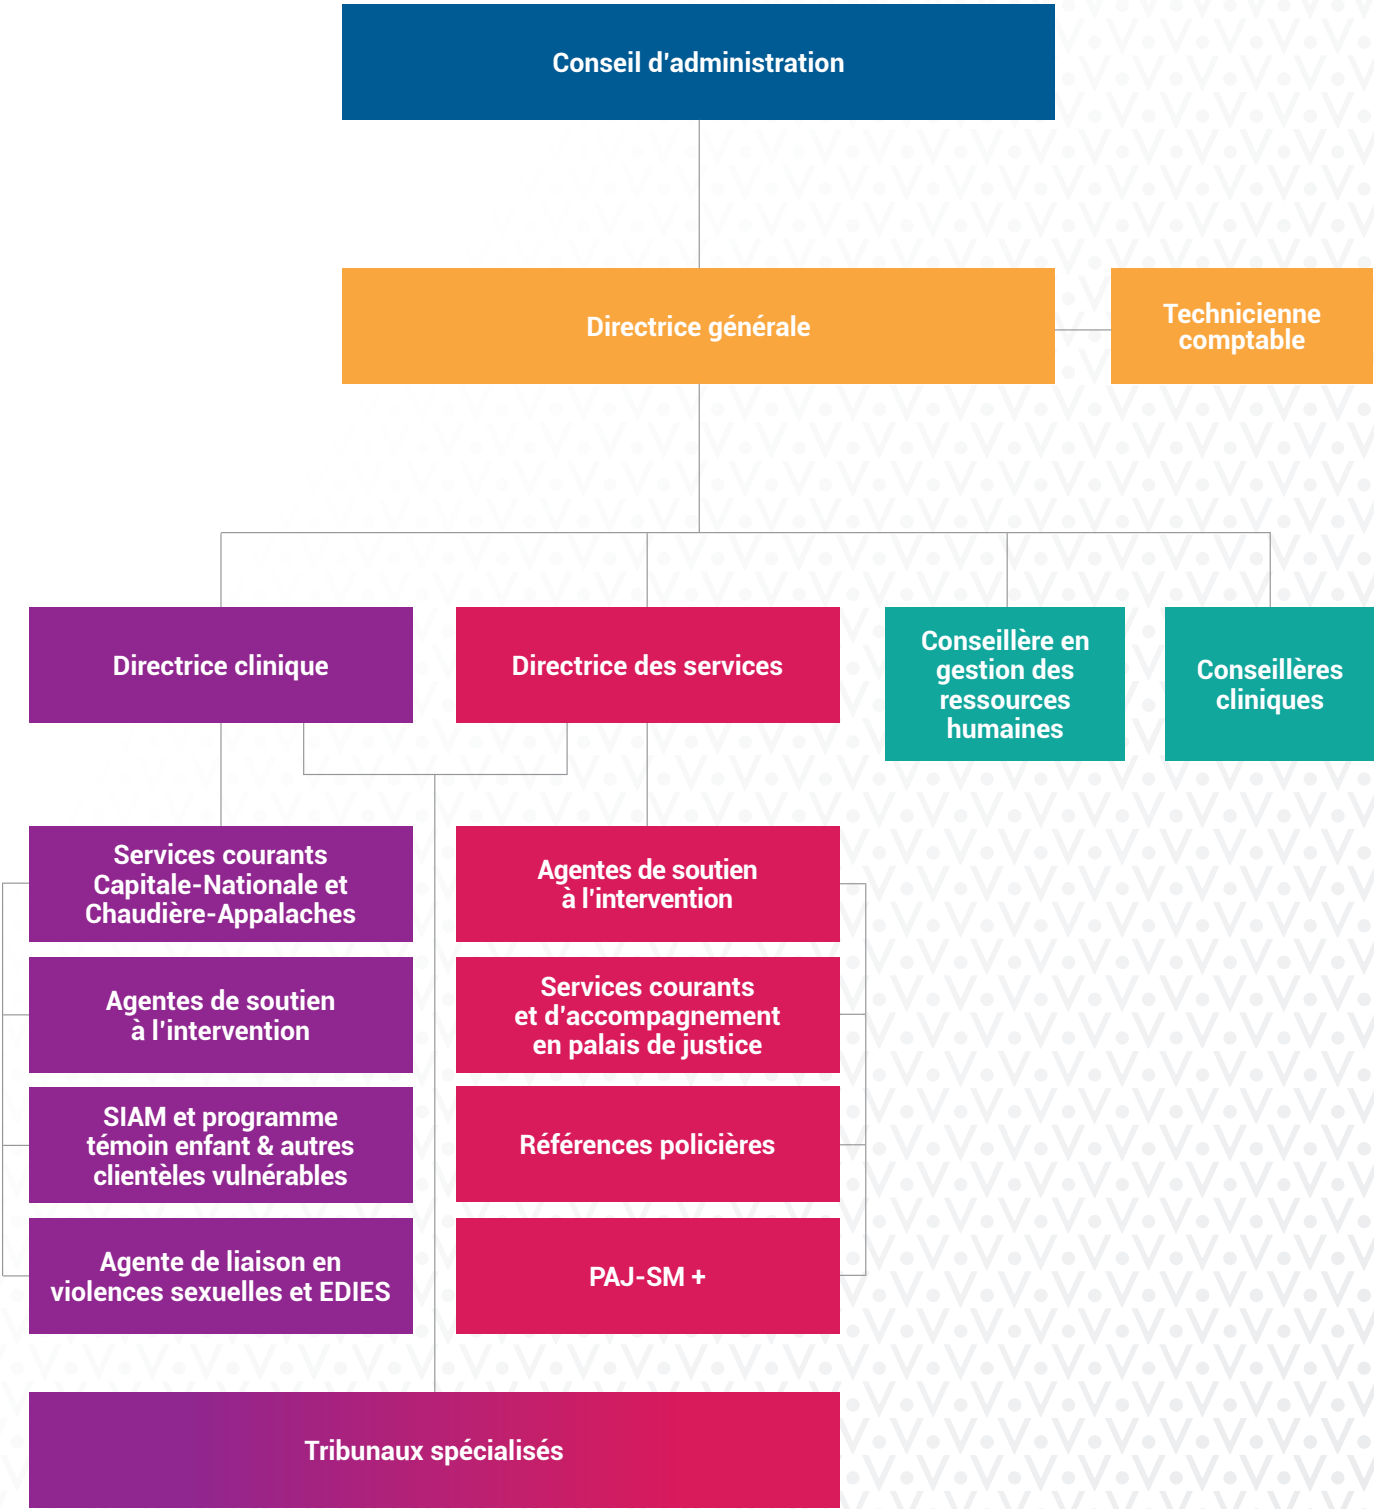 Conseil d'administration
Directrice générale
Technicienne
comptable
Directrice clinique
Directrice des services
Conseillère en
gestion des
ressources
humaines
Conseillères
cliniques
Services courants
Capitale-Nationale et
Chaudière-Appalaches
Agentes de soutien
à l'intervention
SIAM et programme
témoin enfant & autres
clientèles vulnérables
Agente de liaison en
violences sexuelles et EDIES
Agentes de soutien
à l'intervention
Services courants
et d'accompagnement
en palais de justice
Références policières
PAJ-SM +
Tribunaux spécialisés